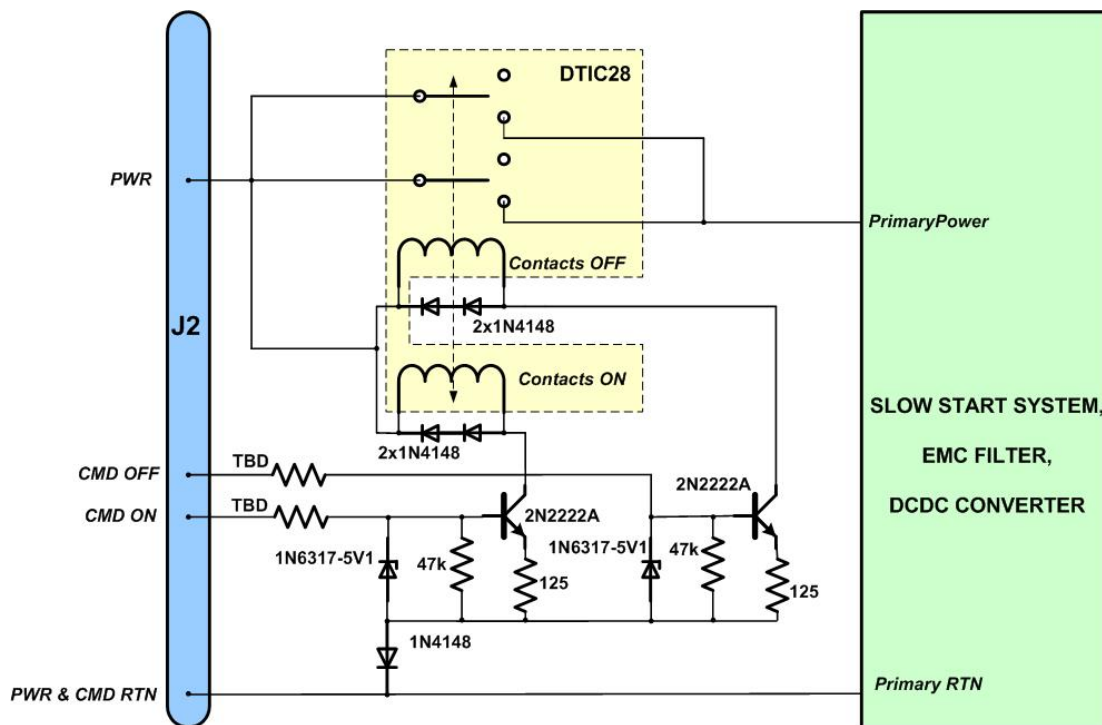 DTIC28
PWR
PrimaryPower
Contacts OFF
2x1N4148
J2
Contacts ON
SLOW START SYSTEM,
EMC FILTER,
DCDC CONVERTER
2x1N4148
CMD OFF
TBD
2N2222A
CMD ON
TBD
2N2222A
1N6317-5V1
47k
125
1N6317-5V1
47k
125
1N4148
PWR & CMD RTN
Primary RTN